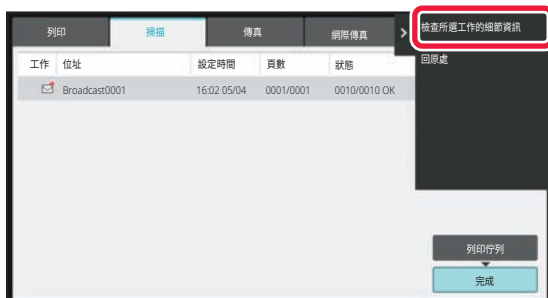 列印 掃描 傳真 網際傳真 檢查所選工作的細節資訊
工作 位址 設定時間 頁數 狀態 回原處
Broadcast0001 16:02 05/04 0001/0001 0010/0010 OK
列印佇列
完成